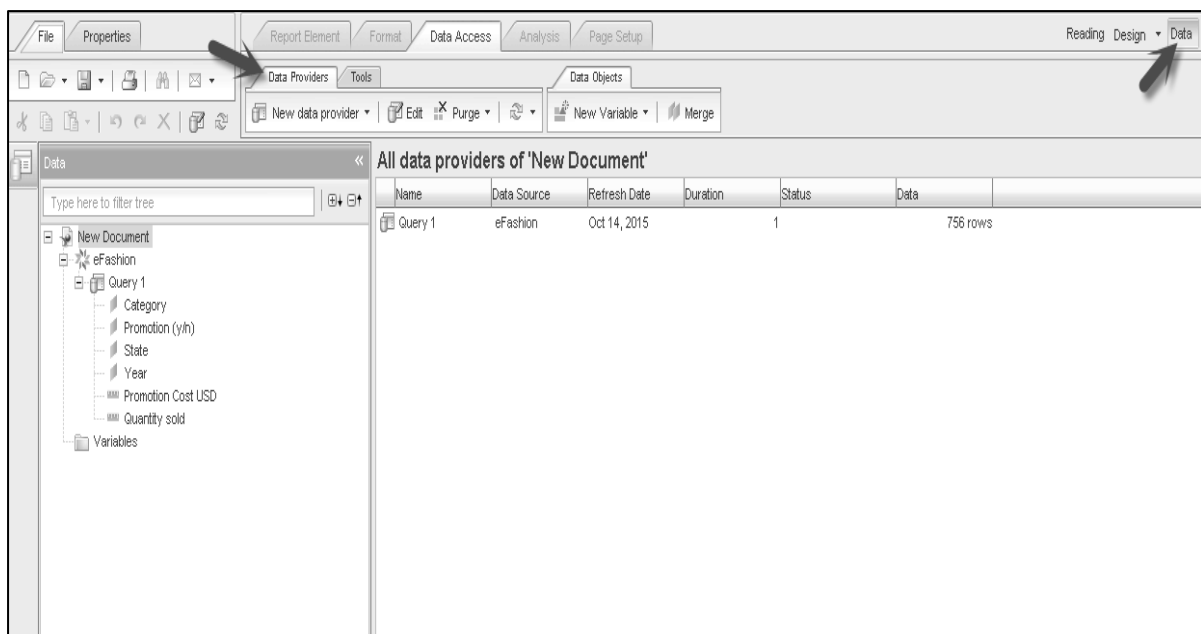 File Properties Report Element Format Data Access Analysis Page Setup Reading Design Data
Data Providers Tools Data Objects
New data provider Edit Purge New Variable Merge
Data All data providers of 'New Document'
Type here to filter tree Name Data Source Refresh Date Duration Status Data
Query 1 eFashion Oct 14, 2015 1 756 rows
New Document
eFashion
Query 1
Category
Promotion (y/n)
State
Year
Promotion Cost USD
Quantity sold
Variables